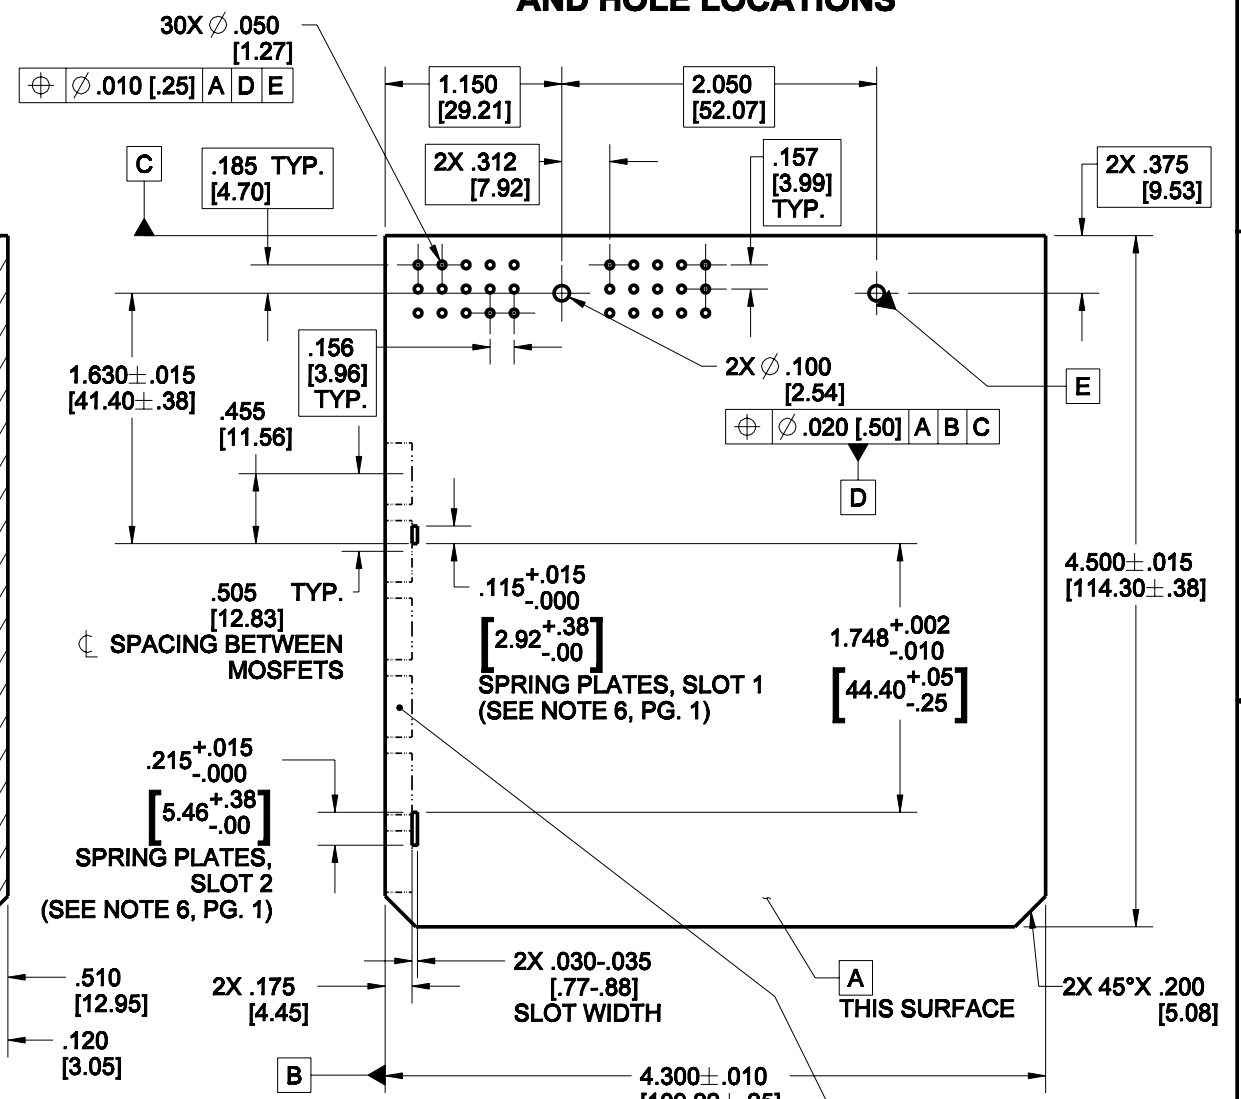 AND HOLE LOCATIONS
30X ∅ .050
[1.27]
⌖ ∅ .010 [.25] A D E
1.150
[29.21]
2.050
[52.07]
C
.185 TYP.
[4.70]
2X .312
[7.92]
.157
[3.99]
TYP.
2X .375
[9.53]
1.630±.015
[41.40±.38]
.156
[3.96]
TYP.
.455
[11.56]
2X ∅ .100
[2.54]
⌖ ∅ .020 [.50] A B C
D
E
.505 TYP.
[12.83]
℄ SPACING BETWEEN
MOSFETS
.115+.015
-.000
[2.92+.38
-.00]
SPRING PLATES, SLOT 1
(SEE NOTE 6, PG. 1)
1.748+.002
-.010
[44.40+.05
-.25]
4.500±.015
[114.30±.38]
.215+.015
-.000
[5.46+.38
-.00]
SPRING PLATES,
SLOT 2
(SEE NOTE 6, PG. 1)
.510
[12.95]
.120
[3.05]
2X .175
[4.45]
2X .030-.035
[.77-.88]
SLOT WIDTH
A
THIS SURFACE
2X 45°X .200
[5.08]
B
4.300±.010